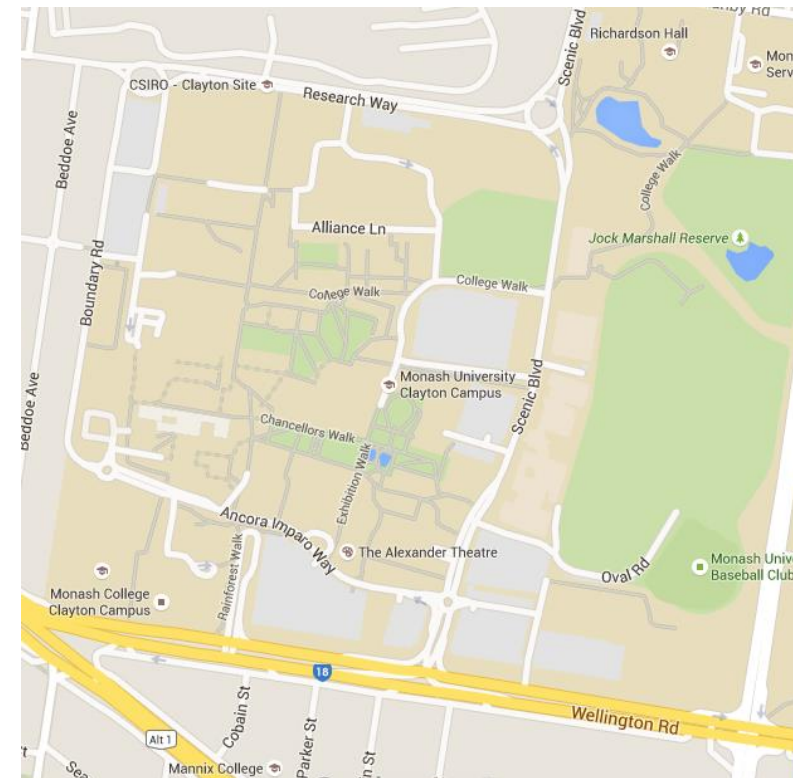 Richardson Hall
Scenic Blvd
CSIRO - Clayton Site
Research Way
Beddoe Ave
College Walk
Alliance Ln
Jock Marshall Reserve
Boundary Rd
College Walk
College Walk
Monash University
Clayton Campus
Scenic Blvd
Beddoe Ave
Chancellors Walk
Exhibition Walk
Ancora Imparo Way
The Alexander Theatre
Oval Rd
Baseball Club
Monash College
Clayton Campus
Rainforest Walk
18
Wellington Rd
Alt 1
Cobain St
Parker St
Mannix College